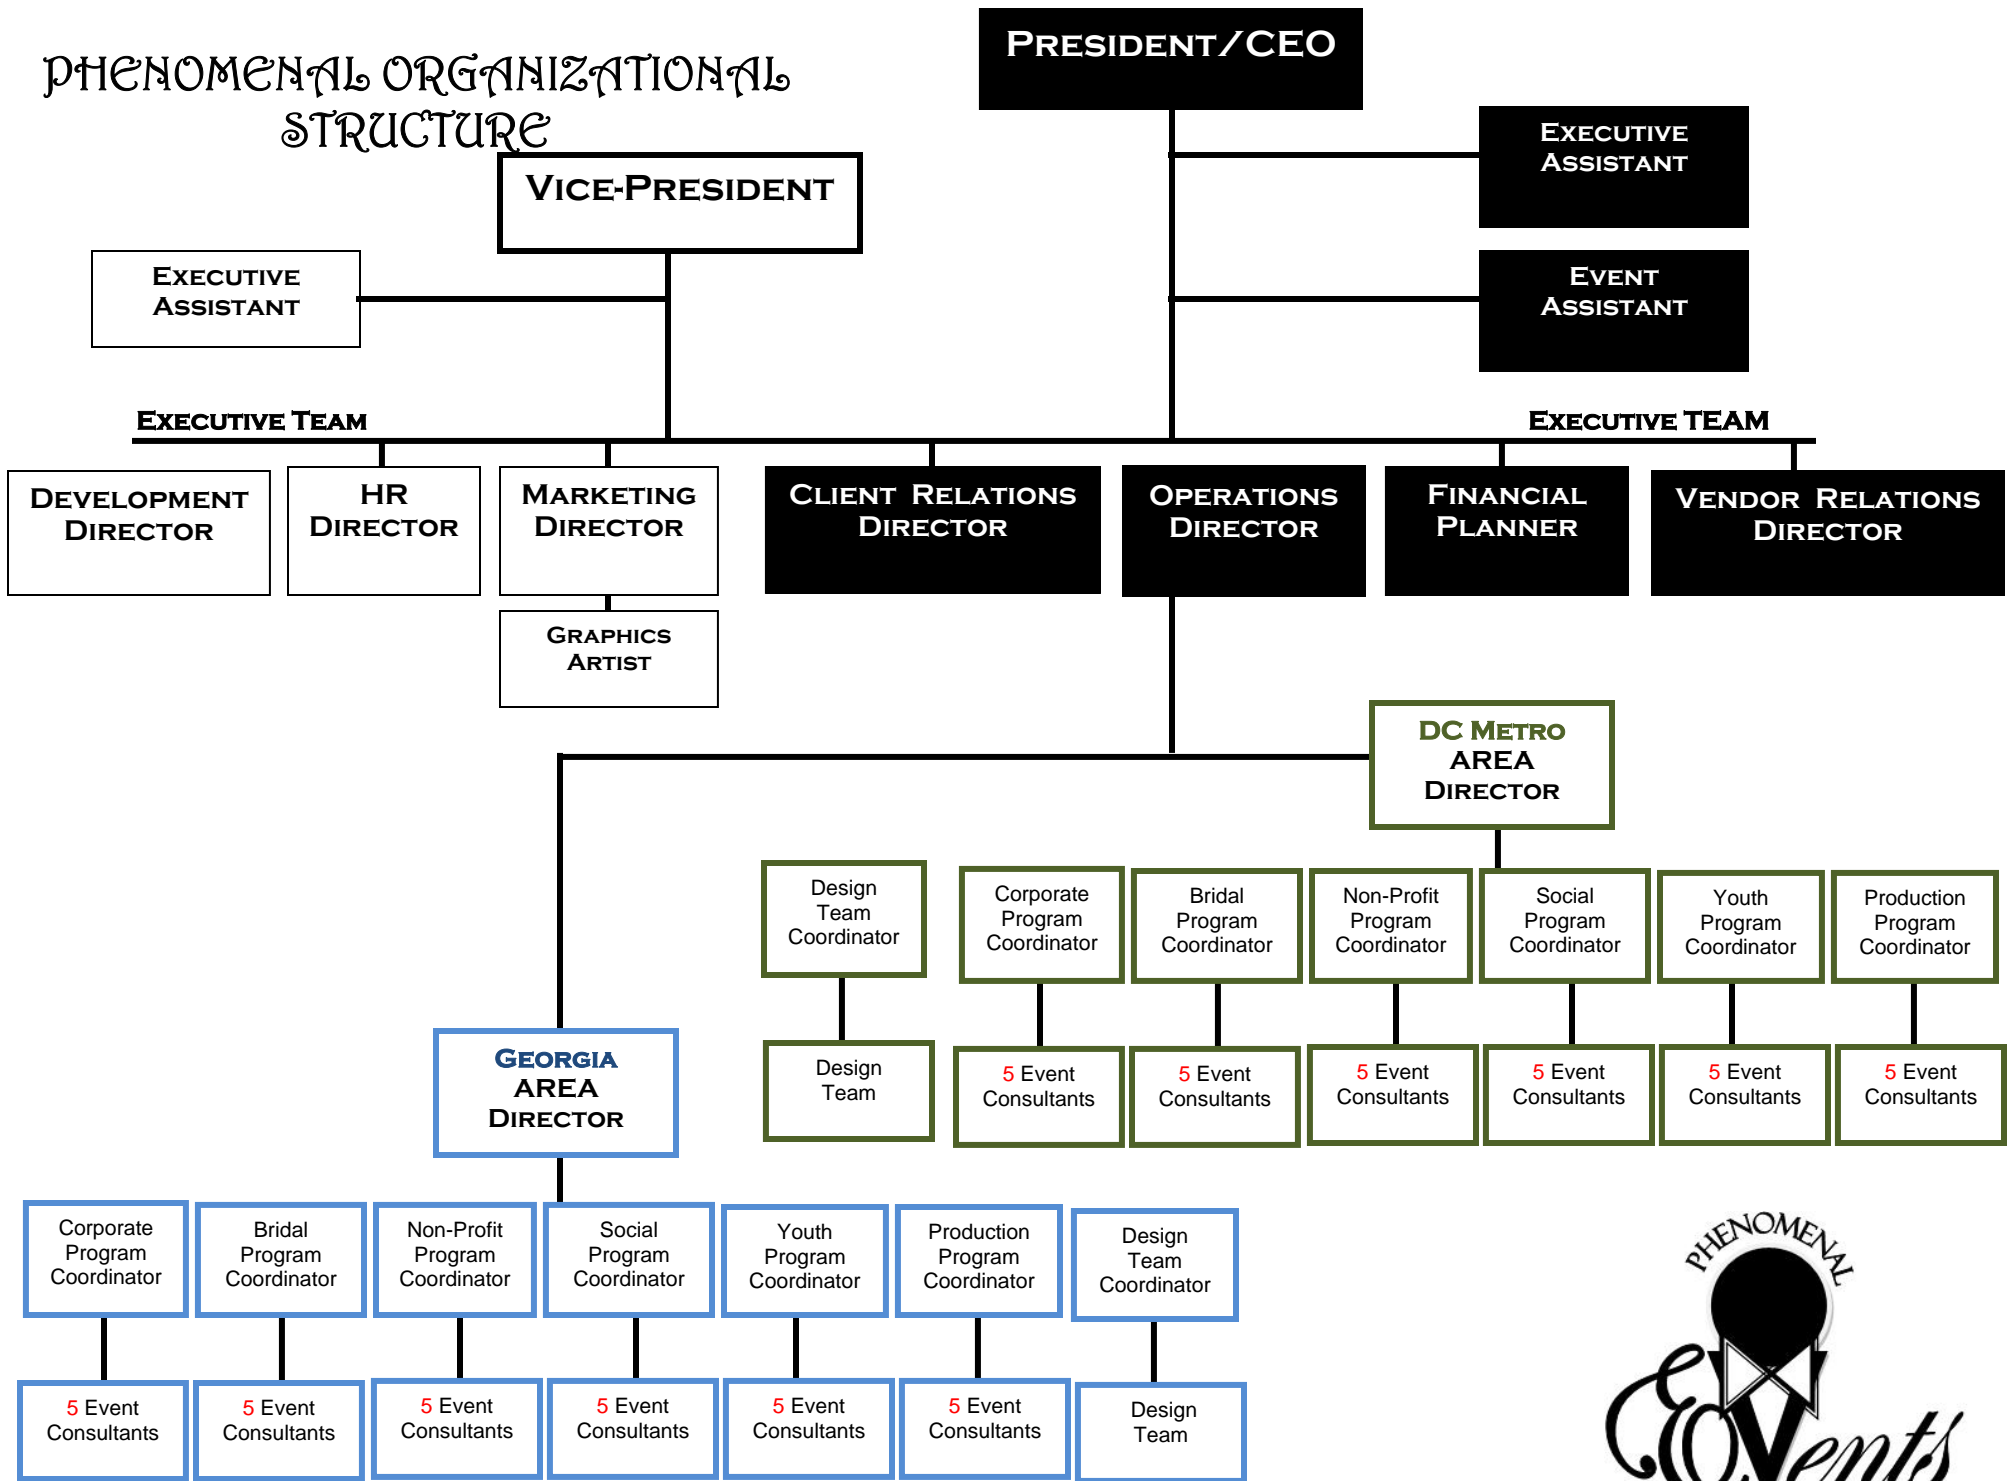 PHENOMENAL ORGANIZATIONAL
STRUCTURE
PRESIDENT/CEO
EXECUTIVE
ASSISTANT
VICE-PRESIDENT
EXECUTIVE
ASSISTANT
EVENT
ASSISTANT
EXECUTIVE TEAM
EXECUTIVE TEAM
DEVELOPMENT
DIRECTOR
HR
DIRECTOR
MARKETING
DIRECTOR
CLIENT RELATIONS
DIRECTOR
OPERATIONS
DIRECTOR
FINANCIAL
PLANNER
VENDOR RELATIONS
DIRECTOR
GRAPHICS
ARTIST
DC METRO
AREA
DIRECTOR
Design
Team
Coordinator
Corporate
Program
Coordinator
Bridal
Program
Coordinator
Non-Profit
Program
Coordinator
Social
Program
Coordinator
Youth
Program
Coordinator
Production
Program
Coordinator
Design
Team
5 Event
Consultants
5 Event
Consultants
5 Event
Consultants
5 Event
Consultants
5 Event
Consultants
5 Event
Consultants
GEORGIA
AREA
DIRECTOR
Corporate
Program
Coordinator
Bridal
Program
Coordinator
Non-Profit
Program
Coordinator
Social
Program
Coordinator
Youth
Program
Coordinator
Production
Program
Coordinator
Design
Team
Coordinator
5 Event
Consultants
5 Event
Consultants
5 Event
Consultants
5 Event
Consultants
5 Event
Consultants
5 Event
Consultants
Design
Team
PHENOMENAL
Events